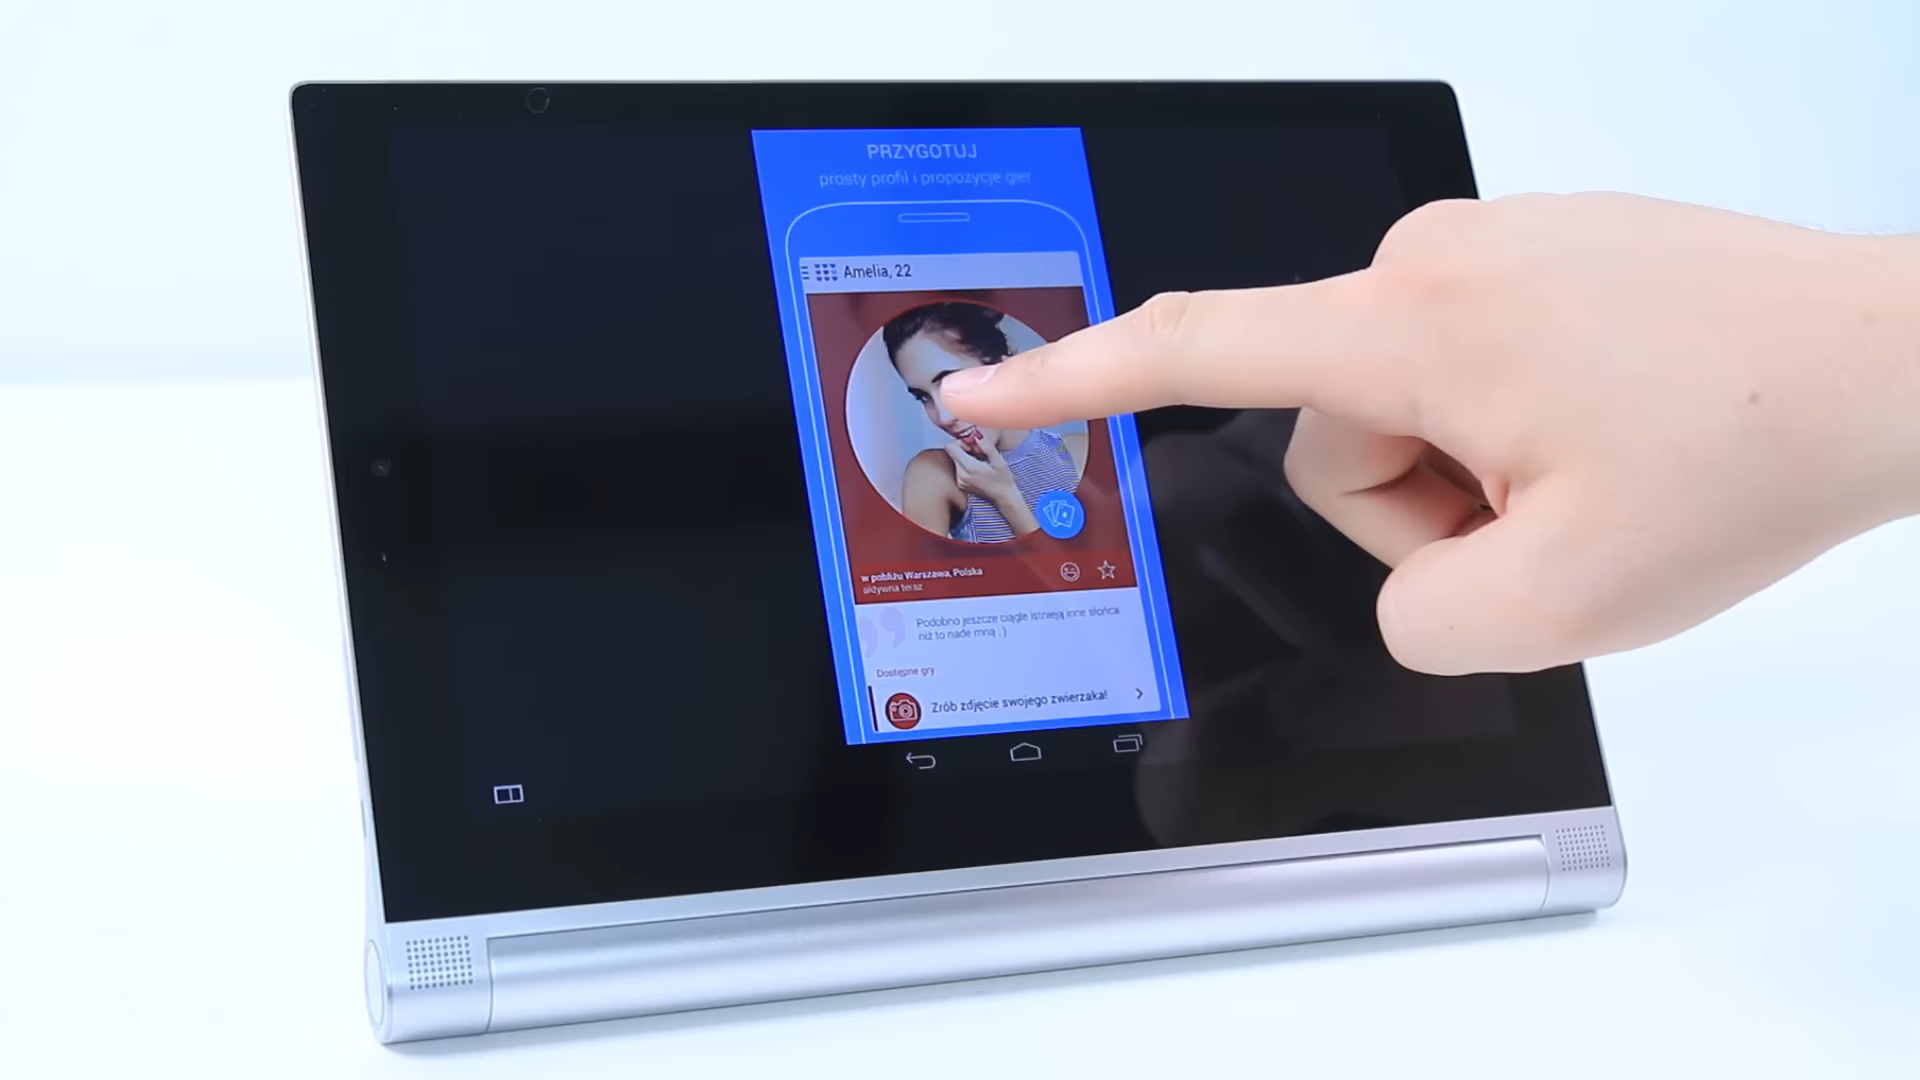 PRZYGOTUJ
prosty profil i propozycje gier
Amelia, 22
w pobliżu Warszawa, Polska
aktywna teraz
Podobno jeszcze ciągle istnieją inne słońca
niż to nade mną ; )
Dostępne gry
Zrób zdjęcie swojego zwierzaka!